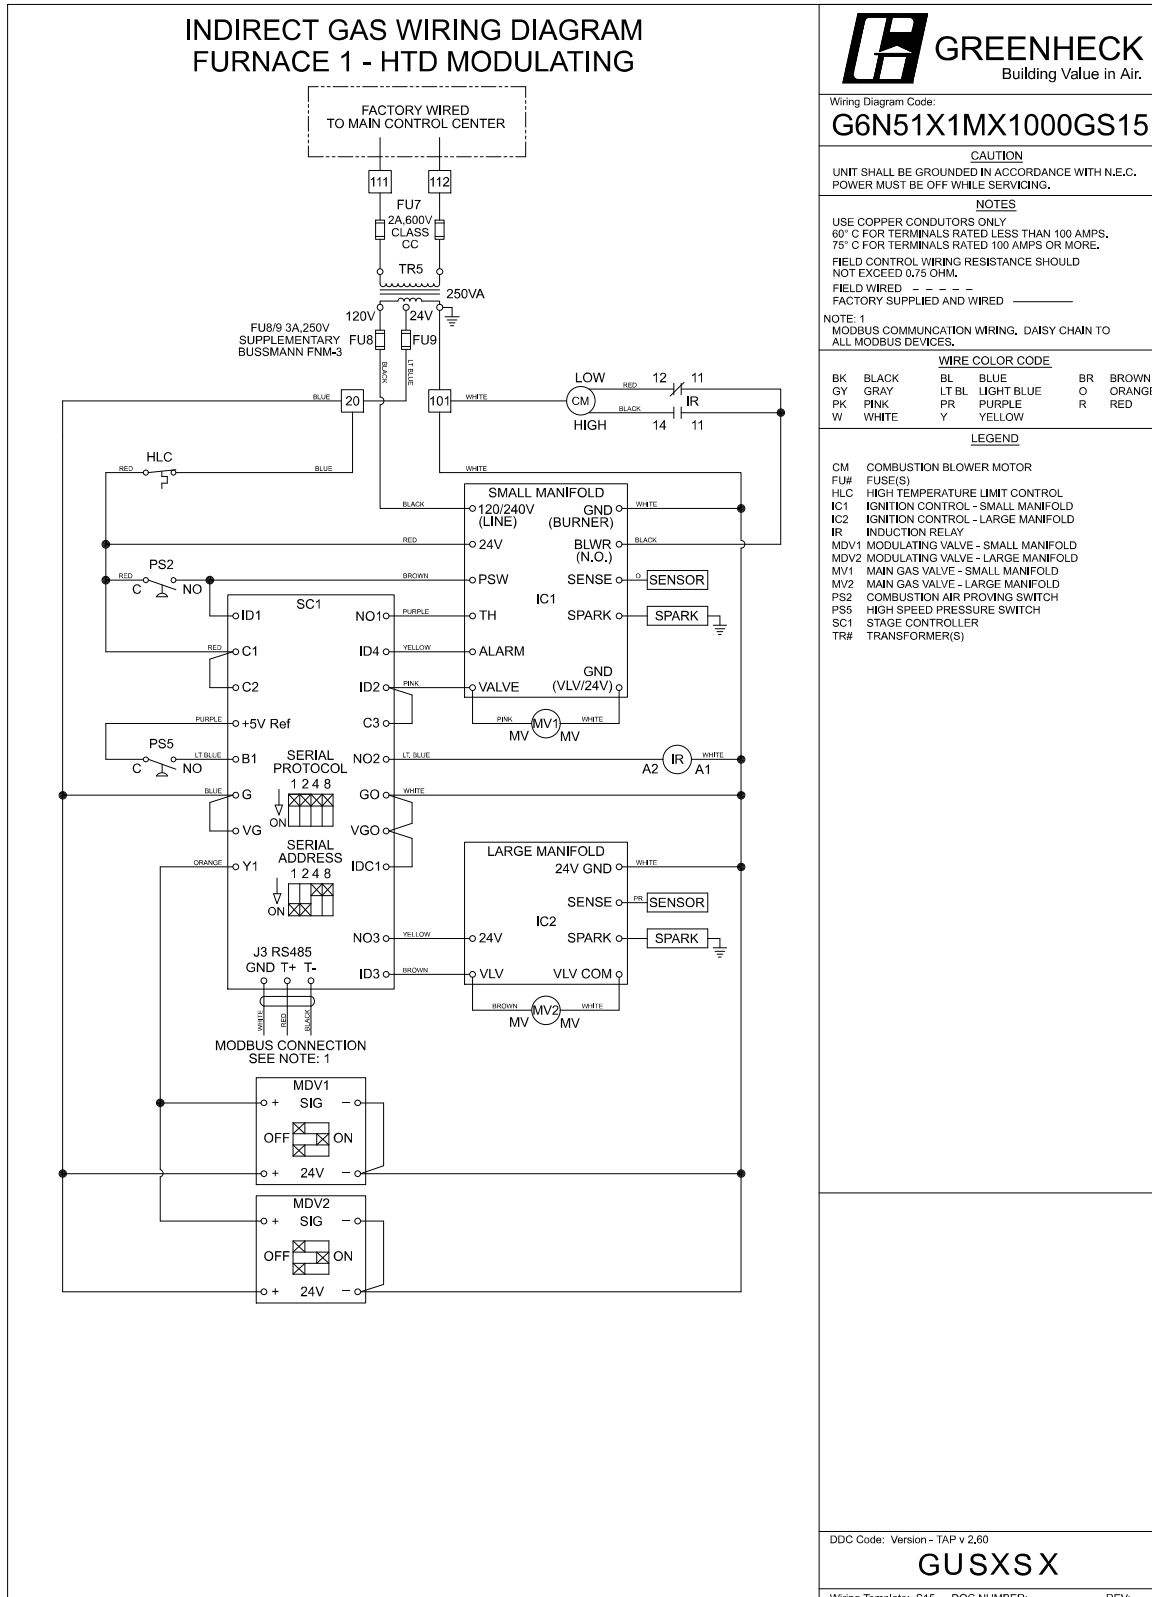 INDIRECT GAS WIRING DIAGRAM
FURNACE 1 - HTD MODULATING
FACTORY WIRED
TO MAIN CONTROL CENTER
111
112
FU7
2A,600V
CLASS
CC
TR5
250VA
120V
24V
FU8/9 3A,250V
SUPPLEMENTARY
BUSSMANN FNM-3
FU8
FU9
BLACK
LT BLUE
BLUE
20
101
WHITE
LOW
CM
HIGH
RED
12
11
IR
BLACK
14
11
HLC
RED
BLUE
WHITE
BLACK
SMALL MANIFOLD
120/240V
(LINE)
GND
(BURNER)
WHITE
RED
24V
BLWR
(N.O.)
BLACK
PS2
RED
C
NO
BROWN
PSW
SENSE
O
SENSOR
IC1
SC1
ID1
NO1
PURPLE
TH
SPARK
SPARK
RED
C1
ID4
YELLOW
ALARM
C2
ID2
PINK
VALVE
GND
(VLV/24V)
PURPLE
+5V Ref
C3
PINK
MV1
WHITE
MV
MV
PS5
C
NO
LT BLUE
B1
SERIAL
PROTOCOL
1 2 4 8
ON
NO2
LT. BLUE
A2
IR
A1
WHITE
BLUE
G
GO
WHITE
VG
VGO
SERIAL
ADDRESS
1 2 4 8
ON
ORANGE
Y1
IDC1
LARGE MANIFOLD
24V GND
WHITE
SENSE
PR
SENSOR
IC2
NO3
YELLOW
24V
SPARK
SPARK
J3 RS485
GND T+ T-
ID3
BROWN
VLV
VLV COM
BROWN
MV2
WHITE
MV
MV
WHITE
RED
BLACK
MODBUS CONNECTION
SEE NOTE: 1
MDV1
+ SIG -
OFF
ON
+ 24V -
MDV2
+ SIG -
OFF
ON
+ 24V -
GREENHECK
Building Value in Air.
Wiring Diagram Code:
G6N51X1MX1000GS15
CAUTION
UNIT SHALL BE GROUNDED IN ACCORDANCE WITH N.E.C.
POWER MUST BE OFF WHILE SERVICING.
NOTES
USE COPPER CONDUTORS ONLY
60° C FOR TERMINALS RATED LESS THAN 100 AMPS.
75° C FOR TERMINALS RATED 100 AMPS OR MORE.
FIELD CONTROL WIRING RESISTANCE SHOULD
NOT EXCEED 0.75 OHM.
FIELD WIRED
FACTORY SUPPLIED AND WIRED
NOTE: 1
MODBUS COMMUNCATION WIRING. DAISY CHAIN TO
ALL MODBUS DEVICES.
WIRE COLOR CODE
BK BLACK BL BLUE BR BROWN
GY GRAY LT BL LIGHT BLUE O ORANGE
PK PINK PR PURPLE R RED
W WHITE Y YELLOW
LEGEND
CM COMBUSTION BLOWER MOTOR
FU# FUSE(S)
HLC HIGH TEMPERATURE LIMIT CONTROL
IC1 IGNITION CONTROL - SMALL MANIFOLD
IC2 IGNITION CONTROL - LARGE MANIFOLD
IR INDUCTION RELAY
MDV1 MODULATING VALVE - SMALL MANIFOLD
MDV2 MODULATING VALVE - LARGE MANIFOLD
MV1 MAIN GAS VALVE - SMALL MANIFOLD
MV2 MAIN GAS VALVE - LARGE MANIFOLD
PS2 COMBUSTION AIR PROVING SWITCH
PS5 HIGH SPEED PRESSURE SWITCH
SC1 STAGE CONTROLLER
TR# TRANSFORMER(S)
DDC Code: Version - TAP v 2.60
GUSXSX
Wiring Template: S15 DOC NUMBER: REV: